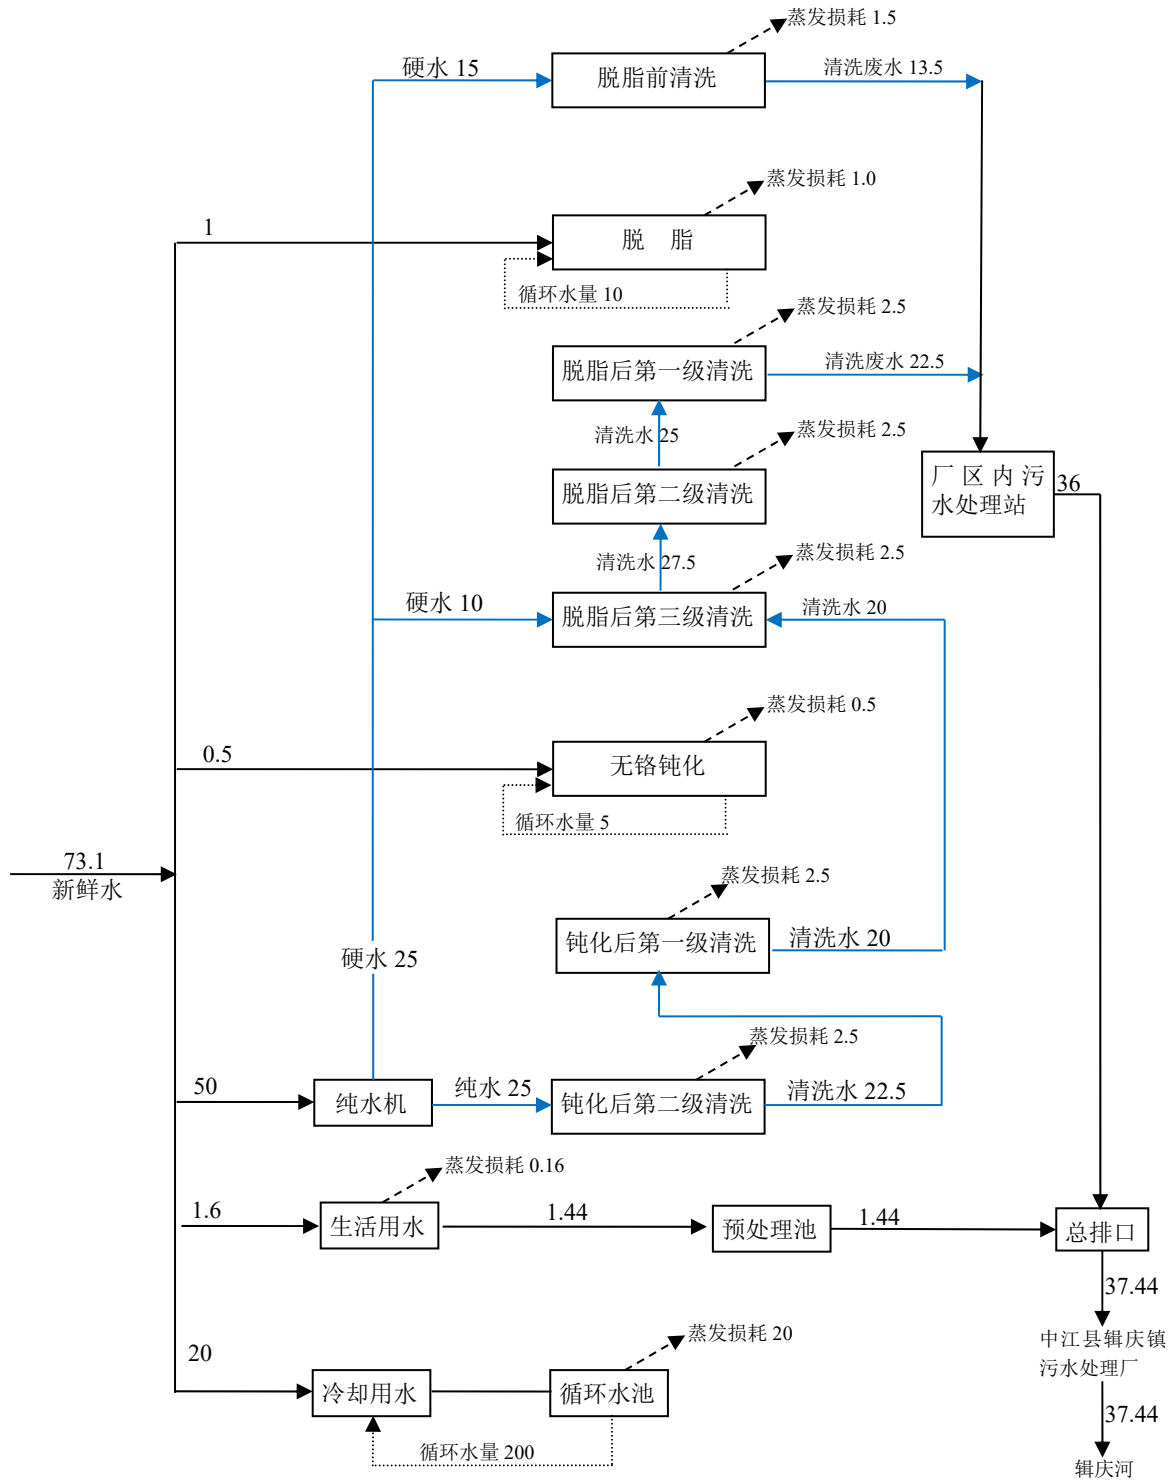 蒸发损耗 1.5
硬水 15
脱脂前清洗
清洗废水 13.5
蒸发损耗 1.0
1
脱 脂
循环水量 10
蒸发损耗 2.5
脱脂后第一级清洗
清洗废水 22.5
清洗水 25
蒸发损耗 2.5
脱脂后第二级清洗
厂区内污
水处理站
36
清洗水 27.5
蒸发损耗 2.5
硬水 10
脱脂后第三级清洗
清洗水 20
蒸发损耗 0.5
0.5
无铬钝化
循环水量 5
73.1
新鲜水
蒸发损耗 2.5
钝化后第一级清洗
清洗水 20
硬水 25
蒸发损耗 2.5
50
纯水机
纯水 25
钝化后第二级清洗
清洗水 22.5
蒸发损耗 0.16
1.6
生活用水
1.44
预处理池
1.44
总排口
37.44
蒸发损耗 20
20
冷却用水
循环水池
循环水量 200
中江县辑庆镇
污水处理厂
37.44
辑庆河